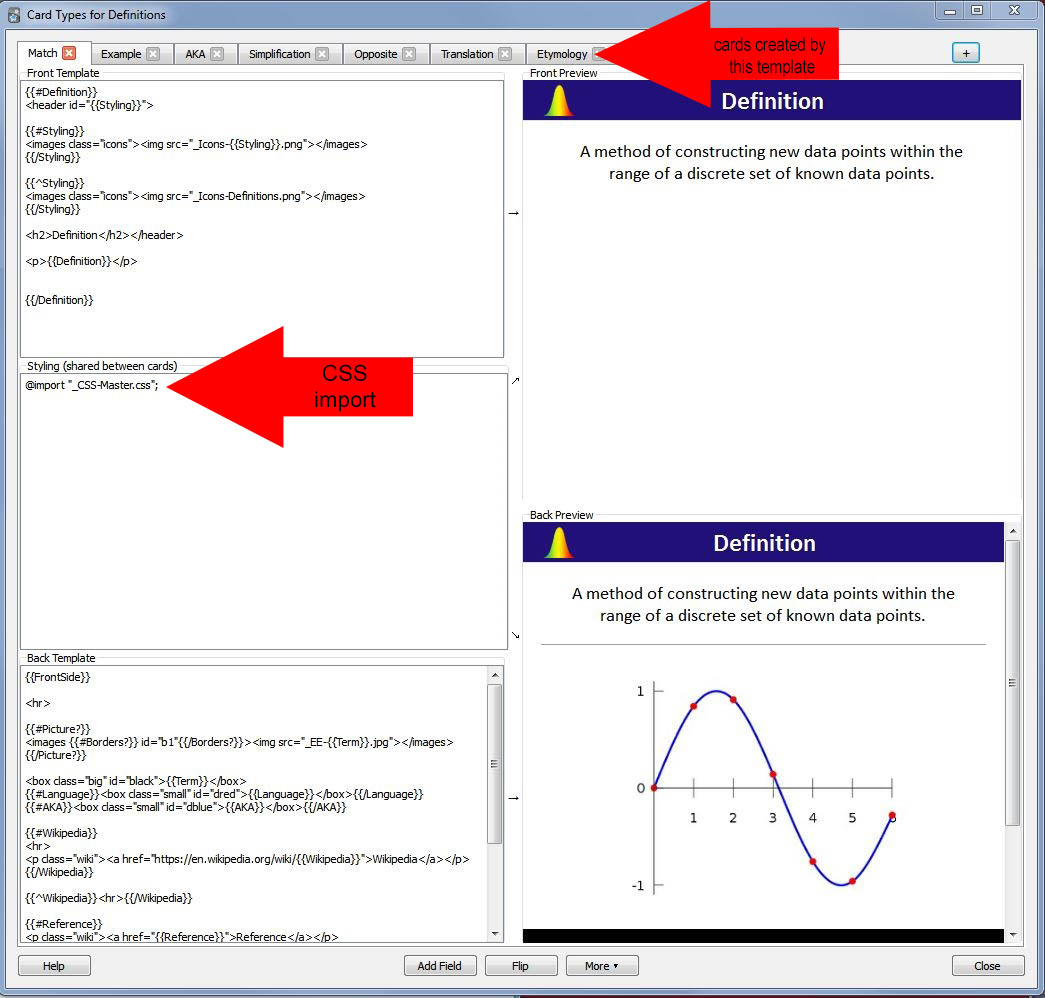 Card Types for Definitions
Match Example AKA Simplification Opposite Translation Etymology +
cards created by
this template
Front Template
{{#Definition}}
<header id="{{Styling}}">
{{#Styling}}
<images class="icons"><img src="_Icons-{{Styling}}.png"></images>
{{/Styling}}
{{^Styling}}
<images class="icons"><img src="_Icons-Definitions.png"></images>
{{/Styling}}
<h2>Definition</h2></header>
<p>{{Definition}}</p>
{{/Definition}}
Styling (shared between cards)
@import "_CSS-Master.css";
CSS
import
Back Template
{{FrontSide}}
<hr>
{{#Picture?}}
<images {{#Borders?}} id="b1"{{/Borders?}}><img src="_EE-{{Term}}.jpg"></images>
{{/Picture?}}
<box class="big" id="black">{{Term}}</box>
{{#Language}}<box class="small" id="dred">{{Language}}</box>{{/Language}}
{{#AKA}}<box class="small" id="dblue">{{AKA}}</box>{{/AKA}}
{{#Wikipedia}}
<hr>
<p class="wiki"><a href="https://en.wikipedia.org/wiki/{{Wikipedia}}">Wikipedia</a></p>
{{/Wikipedia}}
{{^Wikipedia}}<hr>{{/Wikipedia}}
{{#Reference}}
<p class="wiki"><a href="{{Reference}}">Reference</a></p>
Front Preview
Definition
A method of constructing new data points within the
range of a discrete set of known data points.
Back Preview
Definition
A method of constructing new data points within the
range of a discrete set of known data points.
1
0
1 2 3 4 5 6
-1
Help Add Field Flip More Close